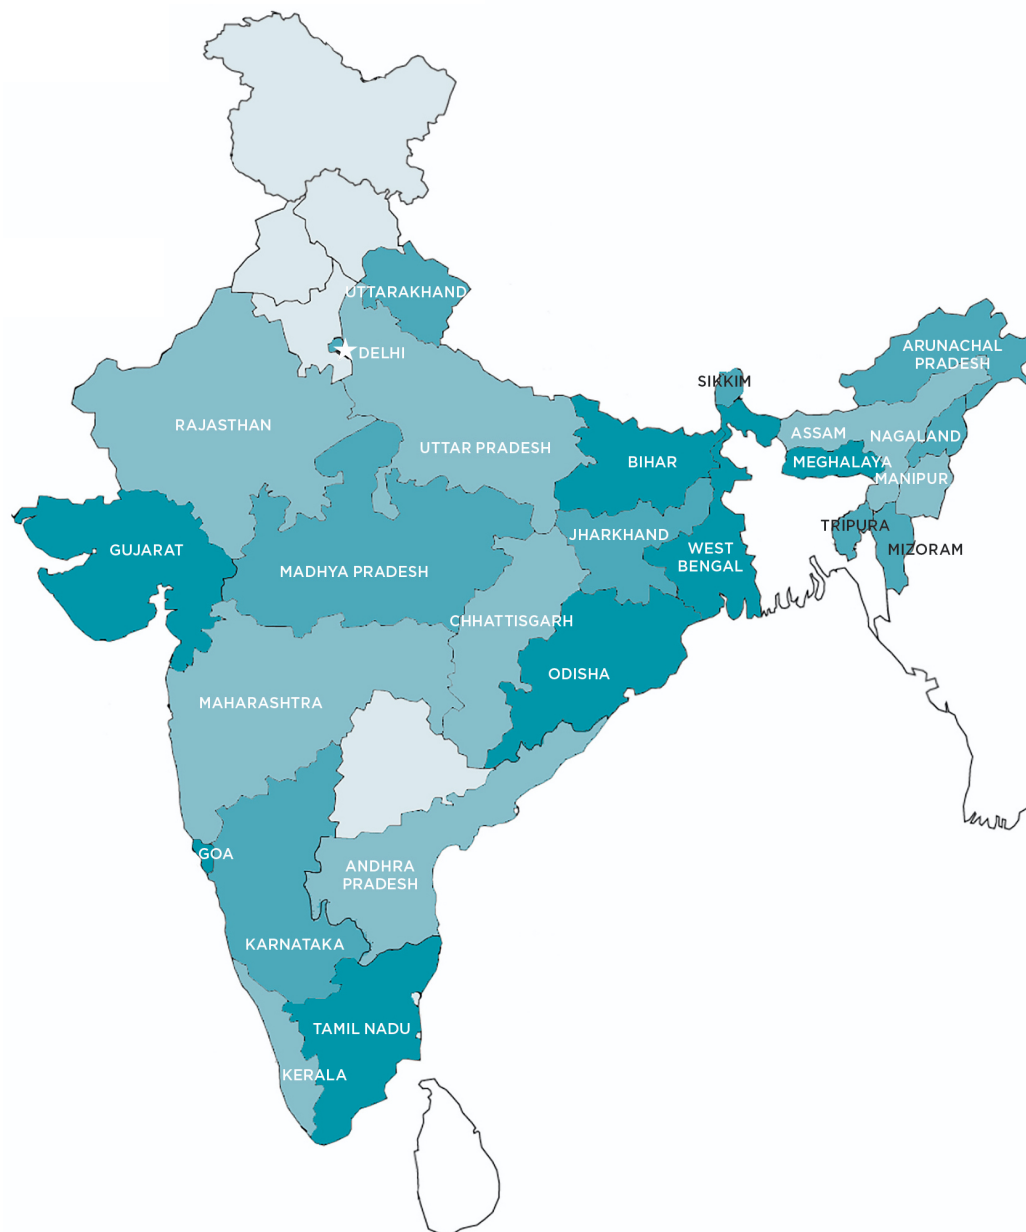 UTTARAKHAND
DELHI
ARUNACHAL
PRADESH
SIKKIM
RAJASTHAN
UTTAR PRADESH
ASSAM
NAGALAND
BIHAR
MEGHALAYA
MANIPUR
GUJARAT
TRIPURA
JHARKHAND
WEST
BENGAL
MIZORAM
MADHYA PRADESH
CHHATTISGARH
ODISHA
MAHARASHTRA
GOA
ANDHRA
PRADESH
KARNATAKA
TAMIL NADU
KERALA